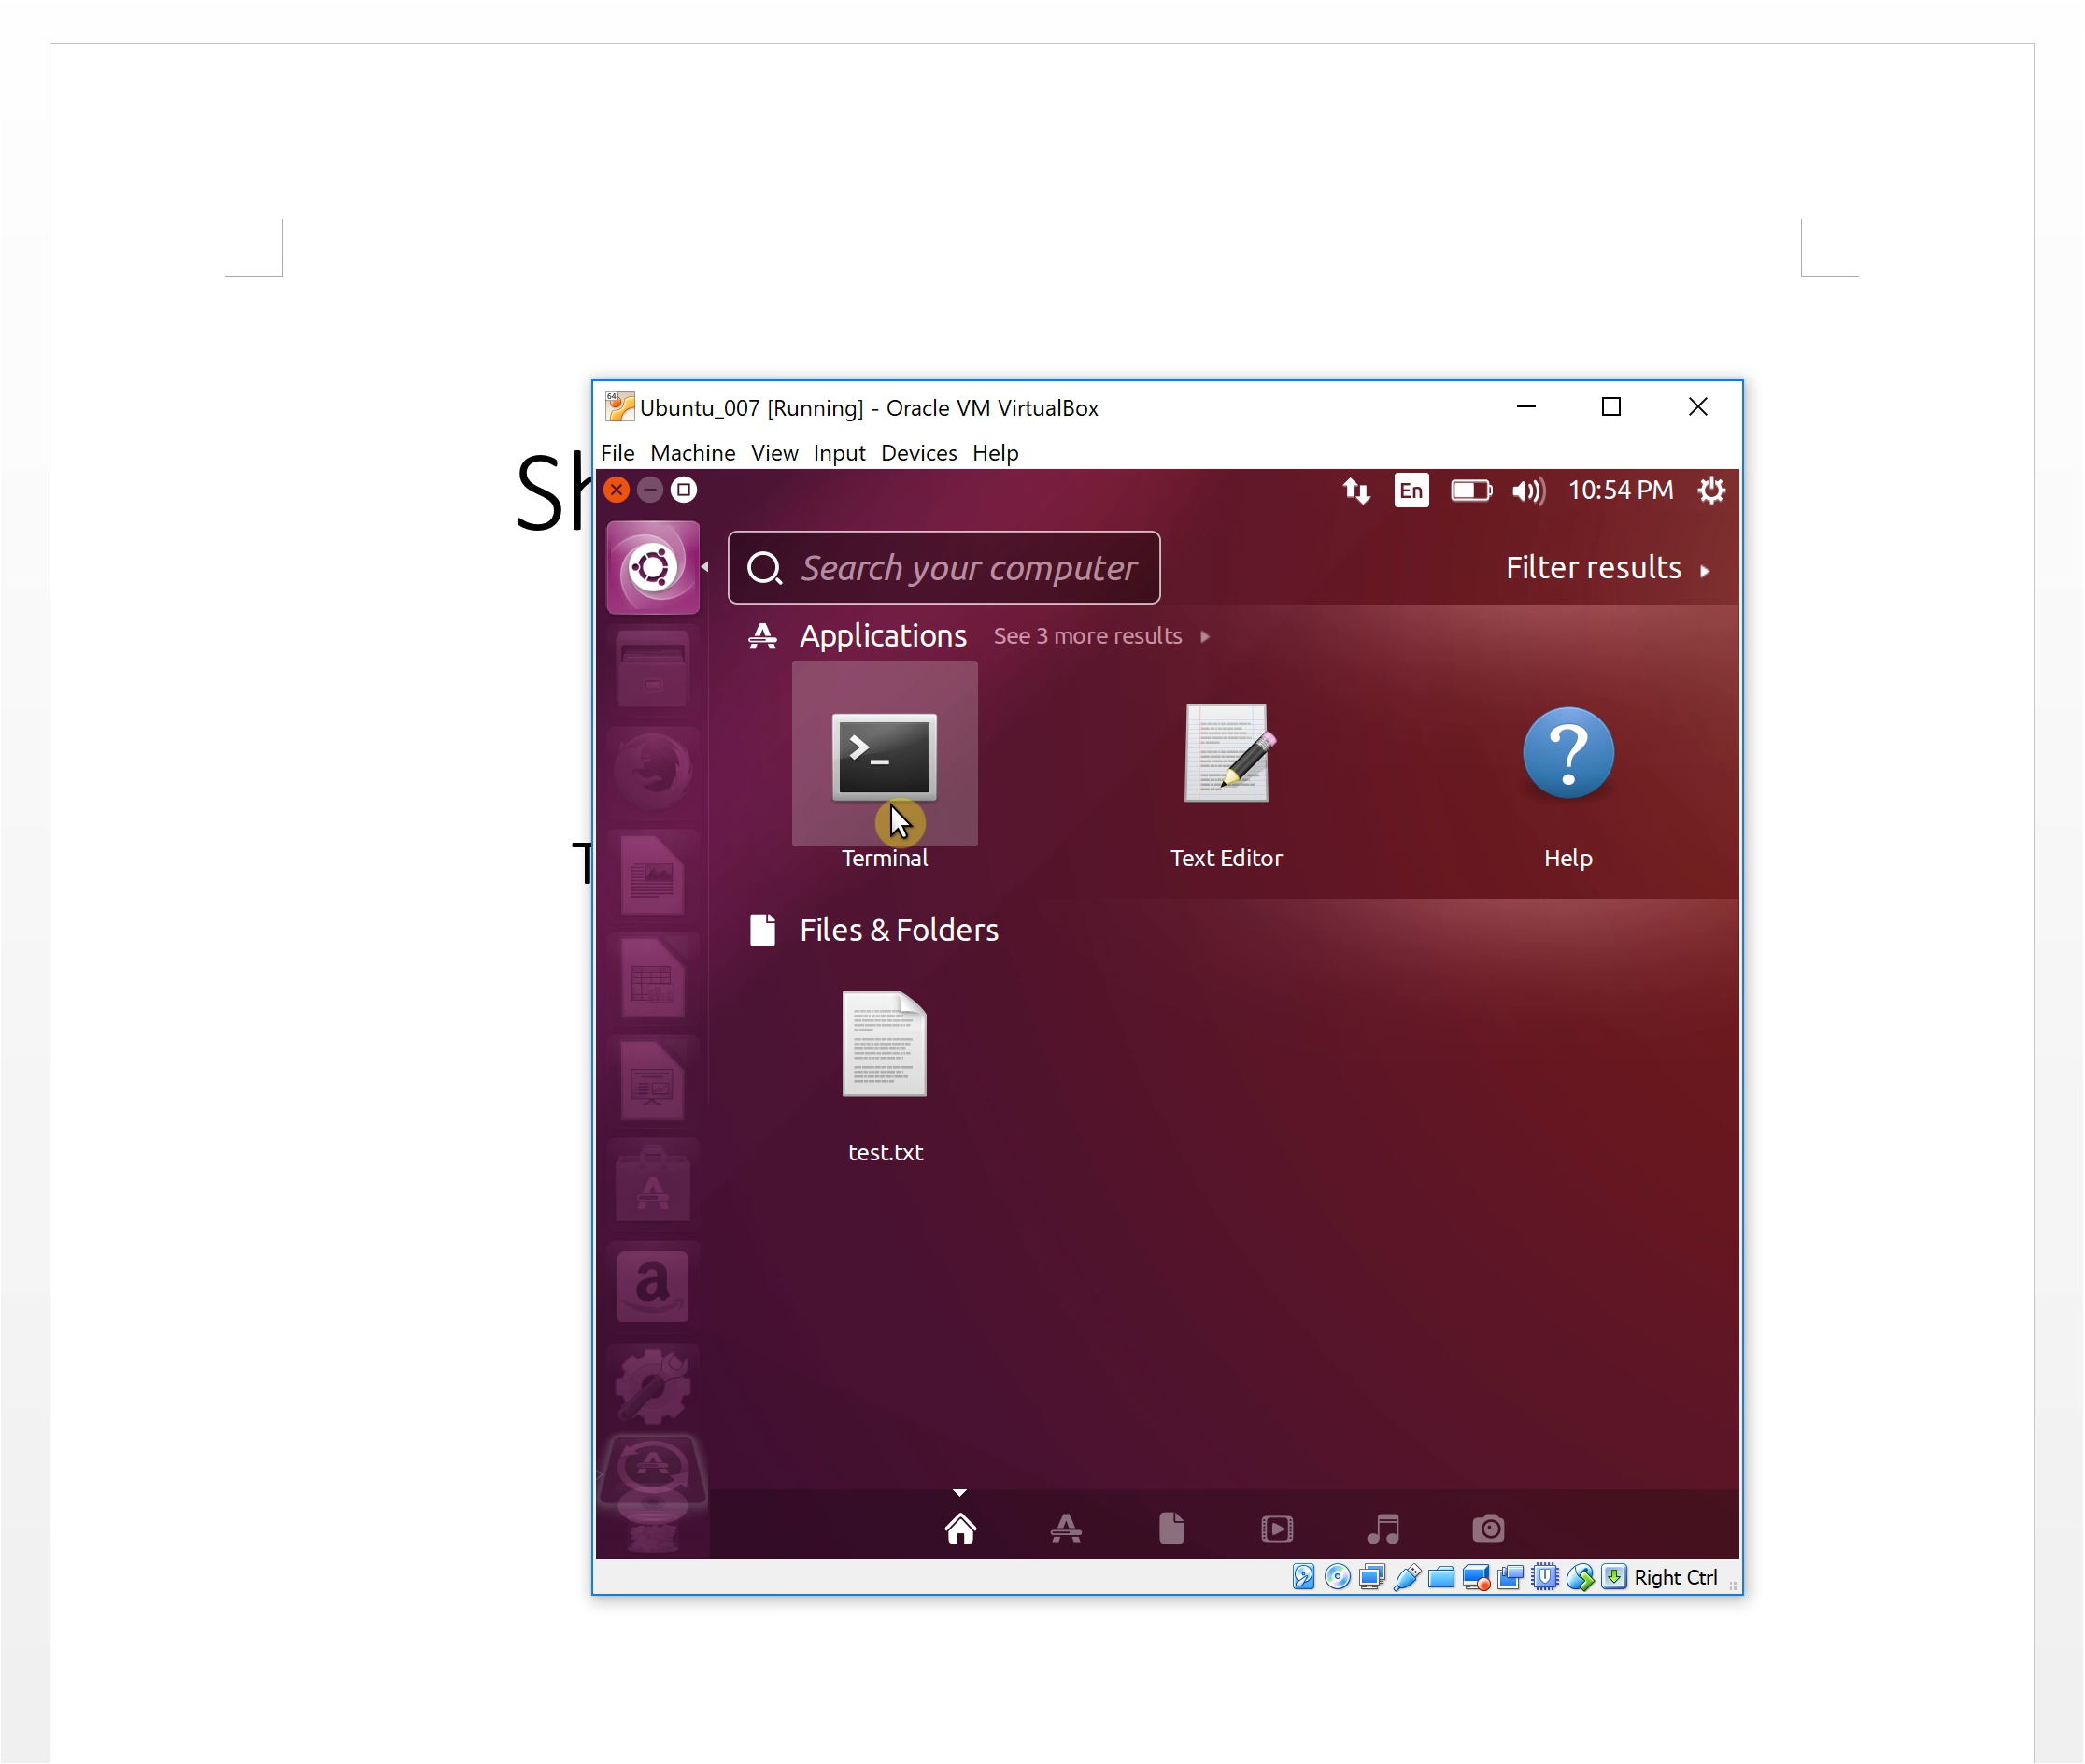 Ubuntu_007 [Running] - Oracle VM VirtualBox
File Machine View Input Devices Help
En 10:54 PM
Search your computer
Filter results
Applications See 3 more results
Terminal Text Editor Help
Files & Folders
test.txt
Right Ctrl